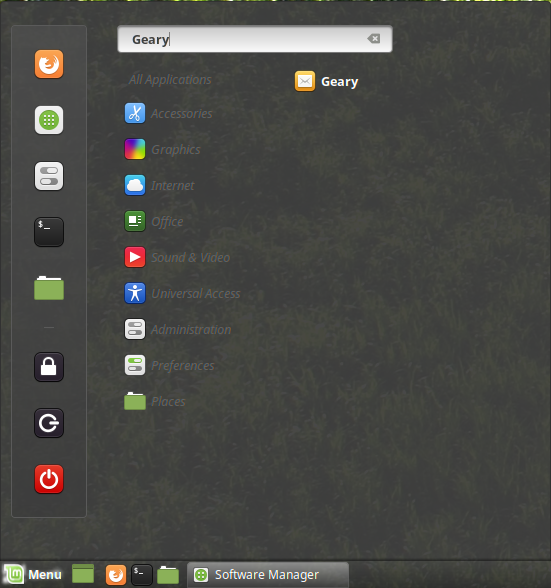 Geary
All Applications
Geary
Accessories
Graphics
Internet
Office
Sound & Video
Universal Access
Administration
Preferences
Places
$_
Menu
$_
Software Manager